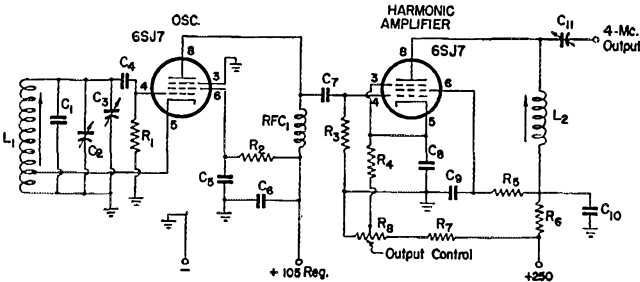 OSC.
6SJ7
HARMONIC
AMPLIFIER
6SJ7
C11
4-Mc.
Output
8
8
C4
C7
3
6
4
5
3
4
6
5
L1
C1
C2
C3
R1
RFC1
R2
R3
R4
C8
L2
C5
C6
C9
R5
R6
C10
R8
R7
Output Control
−
+ 105 Reg.
+250